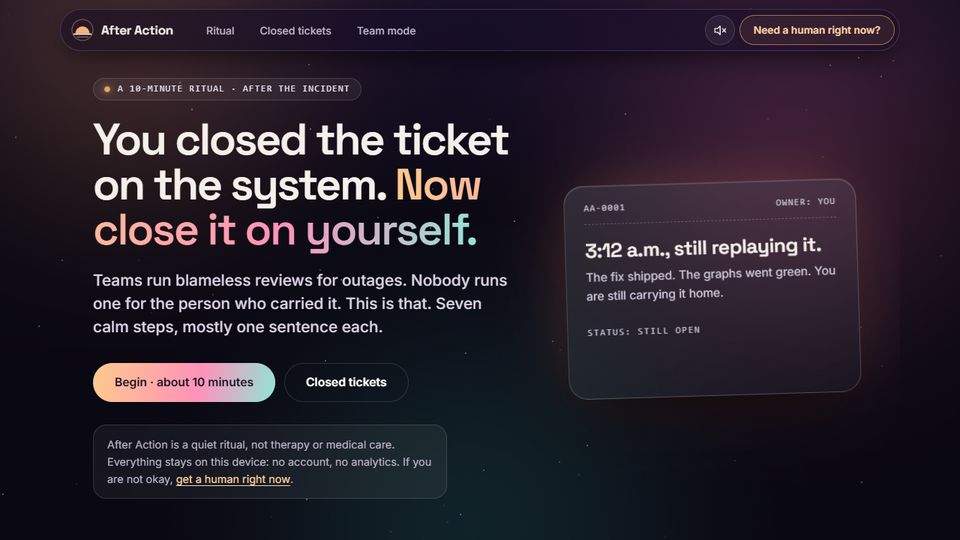 After Action
Ritual
Closed tickets
Team mode
Need a human right now?
A 10-MINUTE RITUAL · AFTER THE INCIDENT
You closed the ticket
on the system. Now
close it on yourself.
Teams run blameless reviews for outages. Nobody runs
one for the person who carried it. This is that. Seven
calm steps, mostly one sentence each.
Begin · about 10 minutes
Closed tickets
After Action is a quiet ritual, not therapy or medical care.
Everything stays on this device: no account, no analytics. If you
are not okay, get a human right now.
AA-0001
OWNER: YOU
3:12 a.m., still replaying it.
The fix shipped. The graphs went green. You
are still carrying it home.
STATUS: STILL OPEN